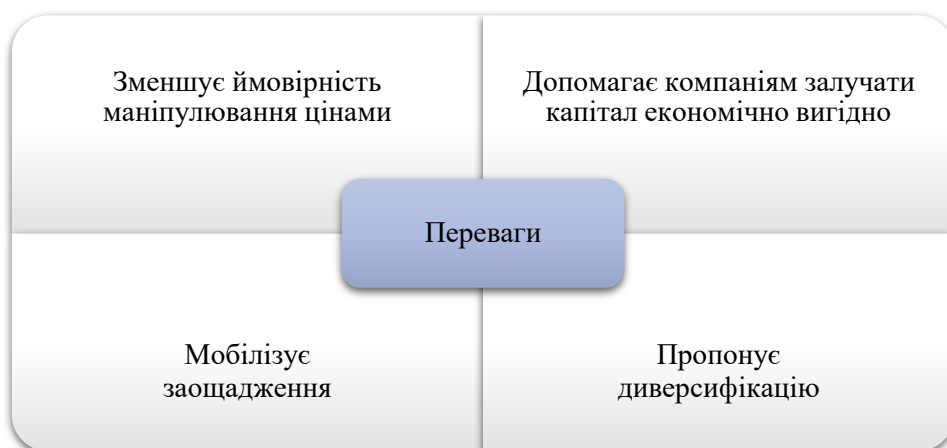 Зменшує ймовірність
маніпулювання цінами
Допомагає компаніям залучати
капітал економічно вигідно
Переваги
Мобілізує
заощадження
Пропонує
диверсифікацію